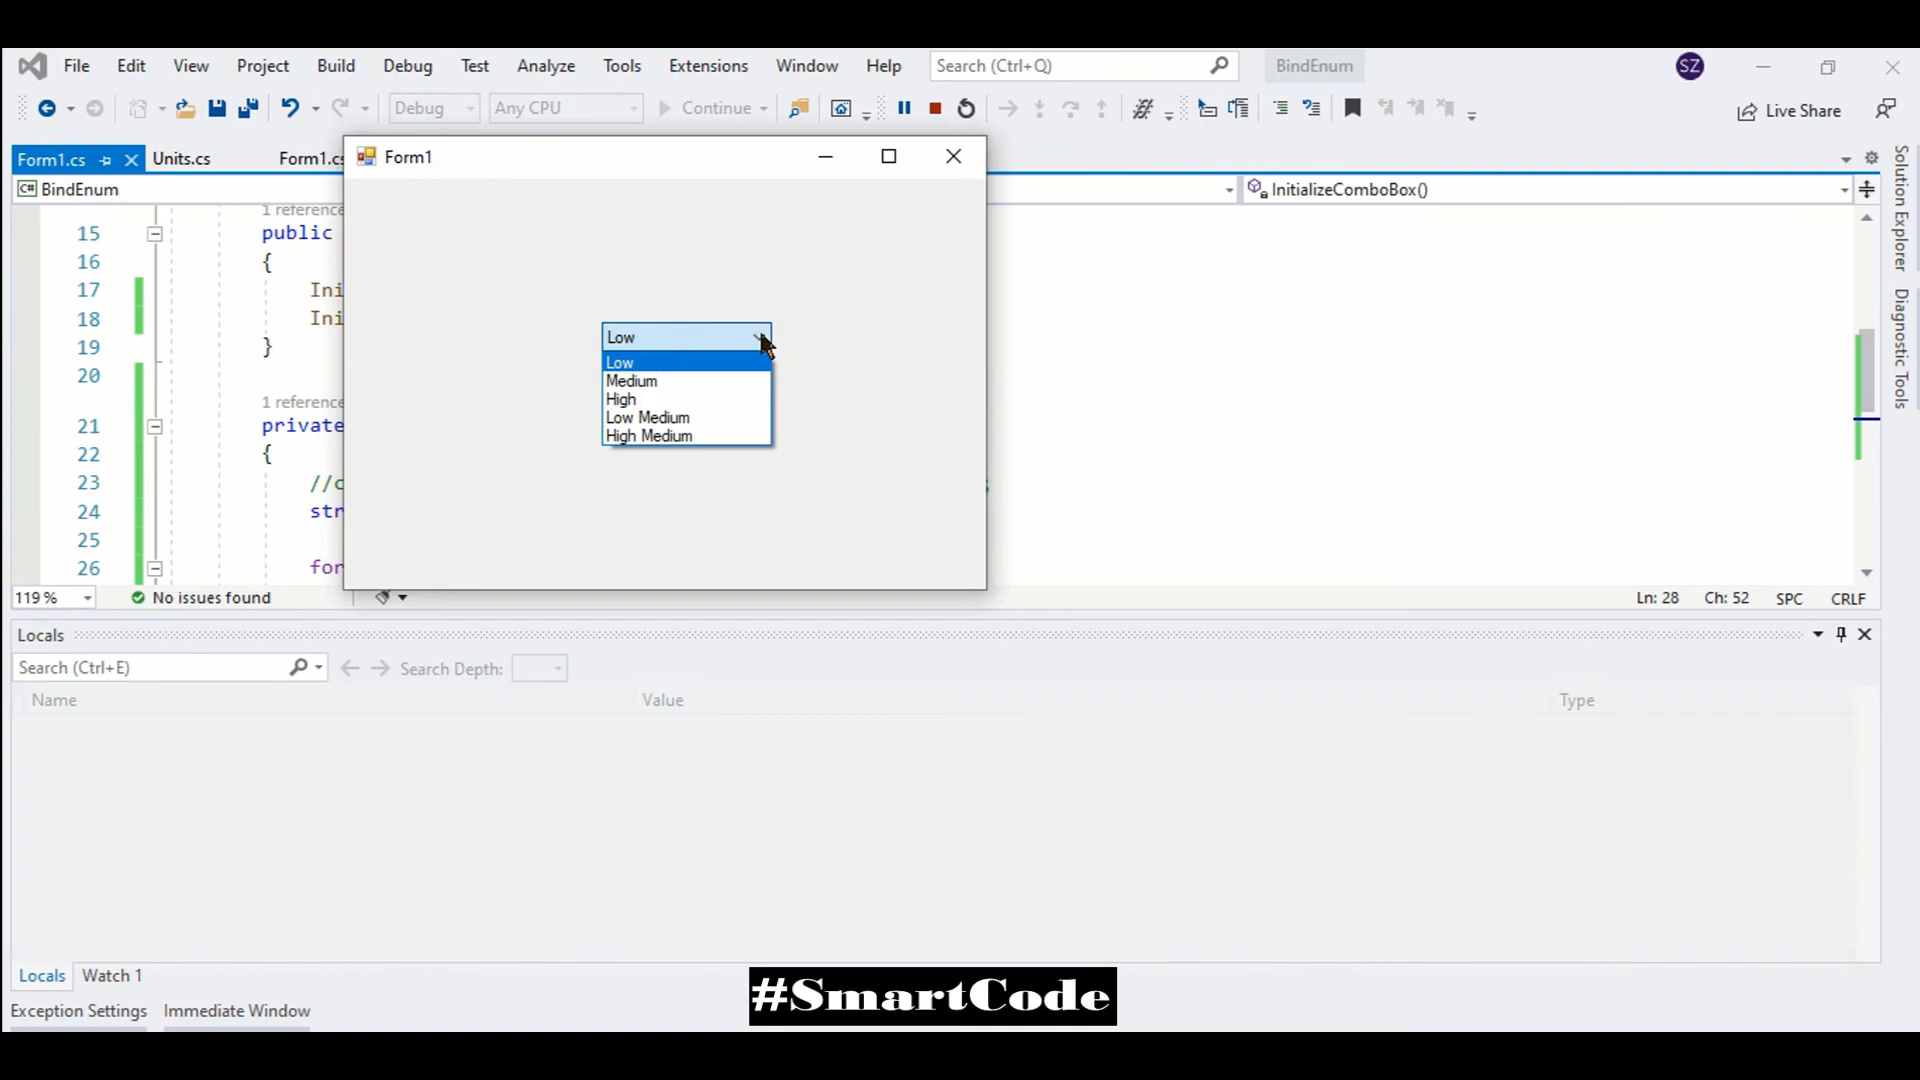 File Edit View Project Build Debug Test Analyze Tools Extensions Window Help Search (Ctrl+Q) BindEnum SZ
Debug Any CPU Continue Live Share
Form1.cs Units.cs Form1.cs
Form1
BindEnum InitializeComboBox()
1 reference
15 public
16 {
17 Ini
18 Ini
19 }
20
1 reference
21 private
22 {
23 //c
24 str
25
26 for
Low
Low
Medium
High
Low Medium
High Medium
119 % No issues found Ln: 28 Ch: 52 SPC CRLF
Locals
Search (Ctrl+E) Search Depth:
Name Value Type
Locals Watch 1
Exception Settings Immediate Window
#SmartCode
Solution Explorer
Diagnostic Tools